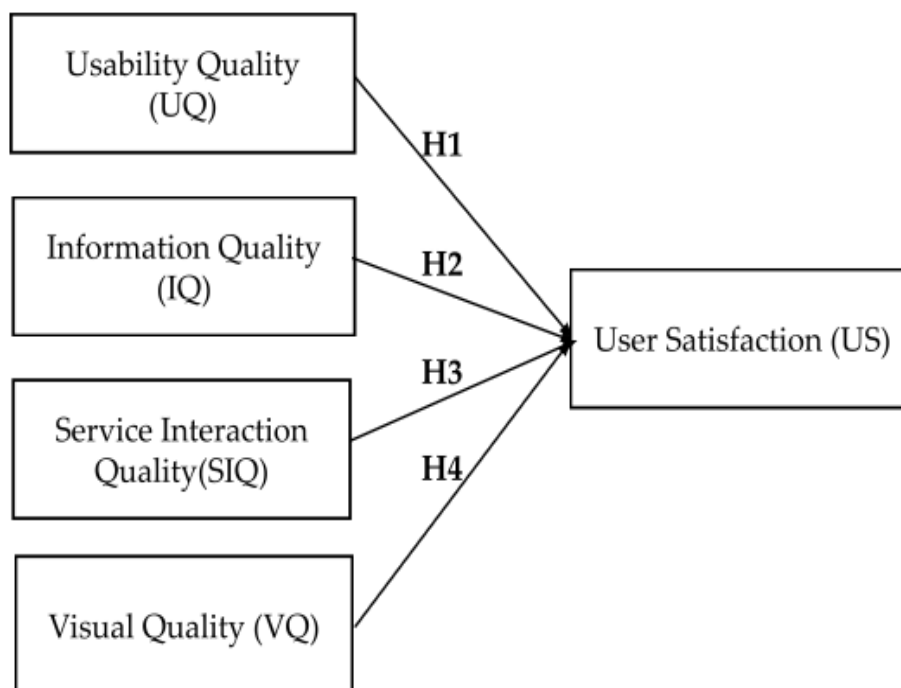 Usability Quality
(UQ)
H1
Information Quality
(IQ)
H2
User Satisfaction (US)
H3
Service Interaction
Quality(SIQ)
H4
Visual Quality (VQ)